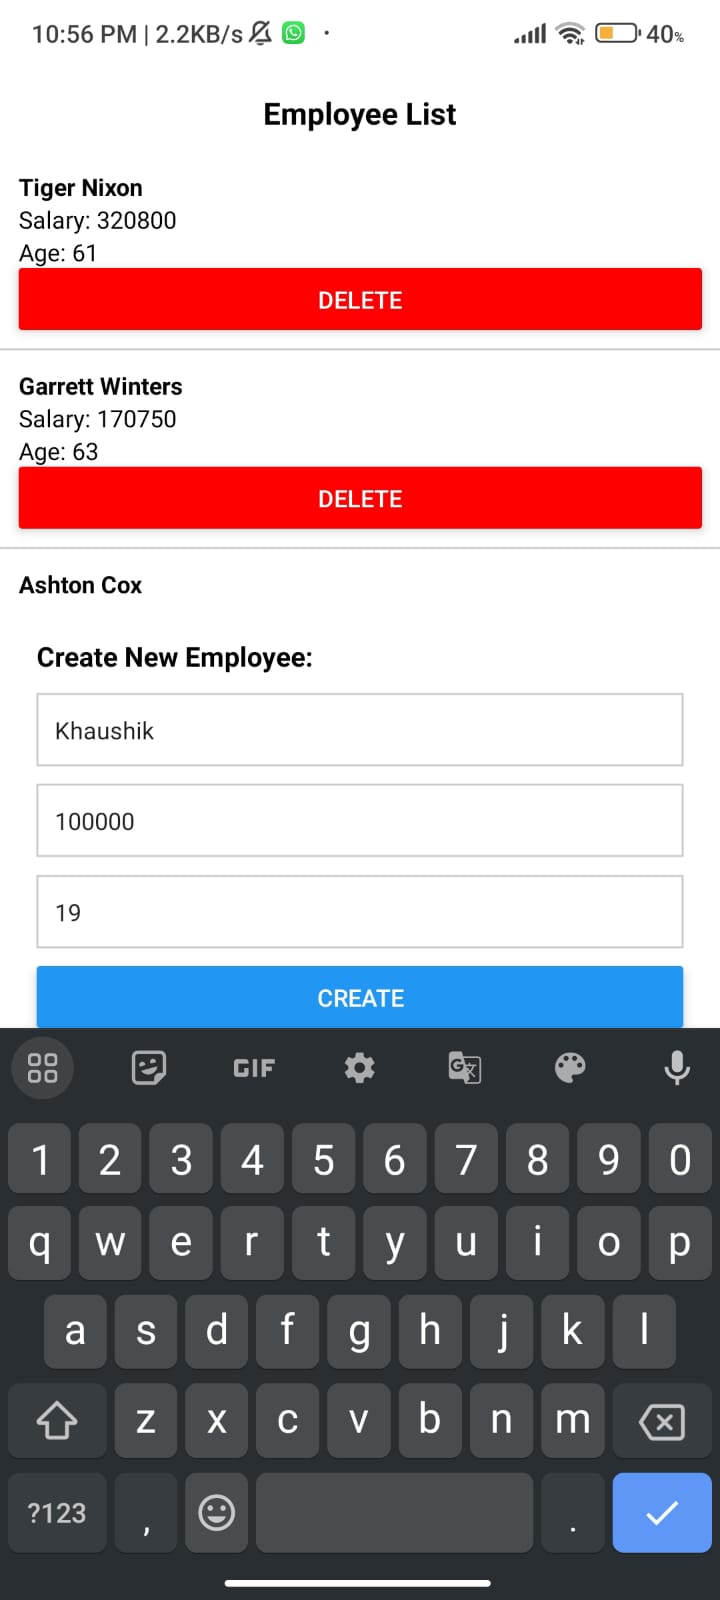 10:56 PM | 2.2KB/s 40%
Employee List
Tiger Nixon
Salary: 320800
Age: 61
DELETE
Garrett Winters
Salary: 170750
Age: 63
DELETE
Ashton Cox
Create New Employee:
Khaushik
100000
19
CREATE
GIF
1 2 3 4 5 6 7 8 9 0
q w e r t y u i o p
a s d f g h j k l
z x c v b n m
?123 , .